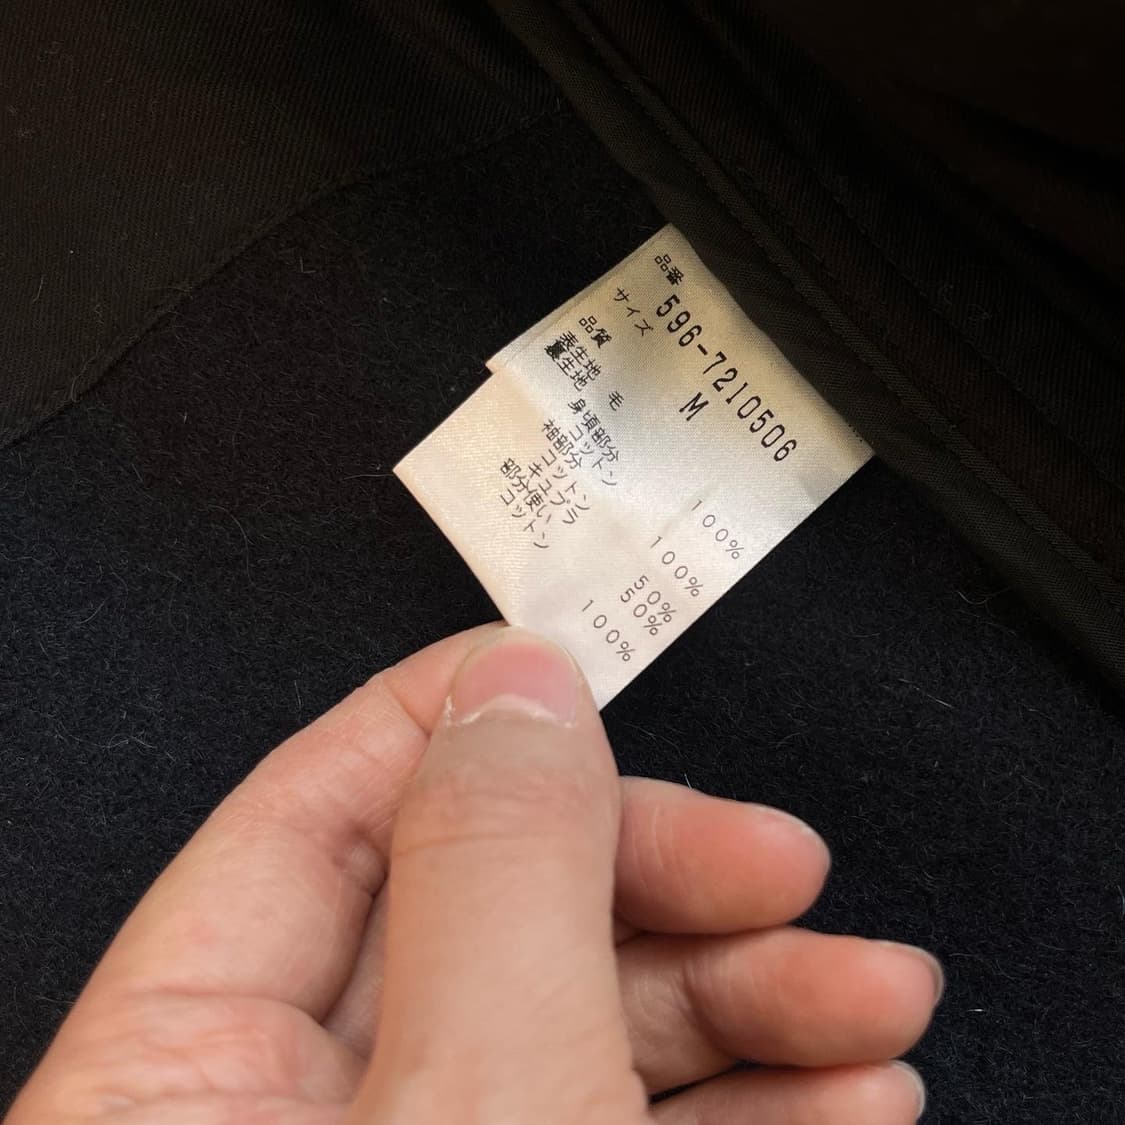 品番 596-7210506
サイズ M
品質
表生地 毛 100%
裏生地
身頃部分
コットン 100%
袖部分
コットン 50%
キュプラ 50%
部分使い
コットン 100%